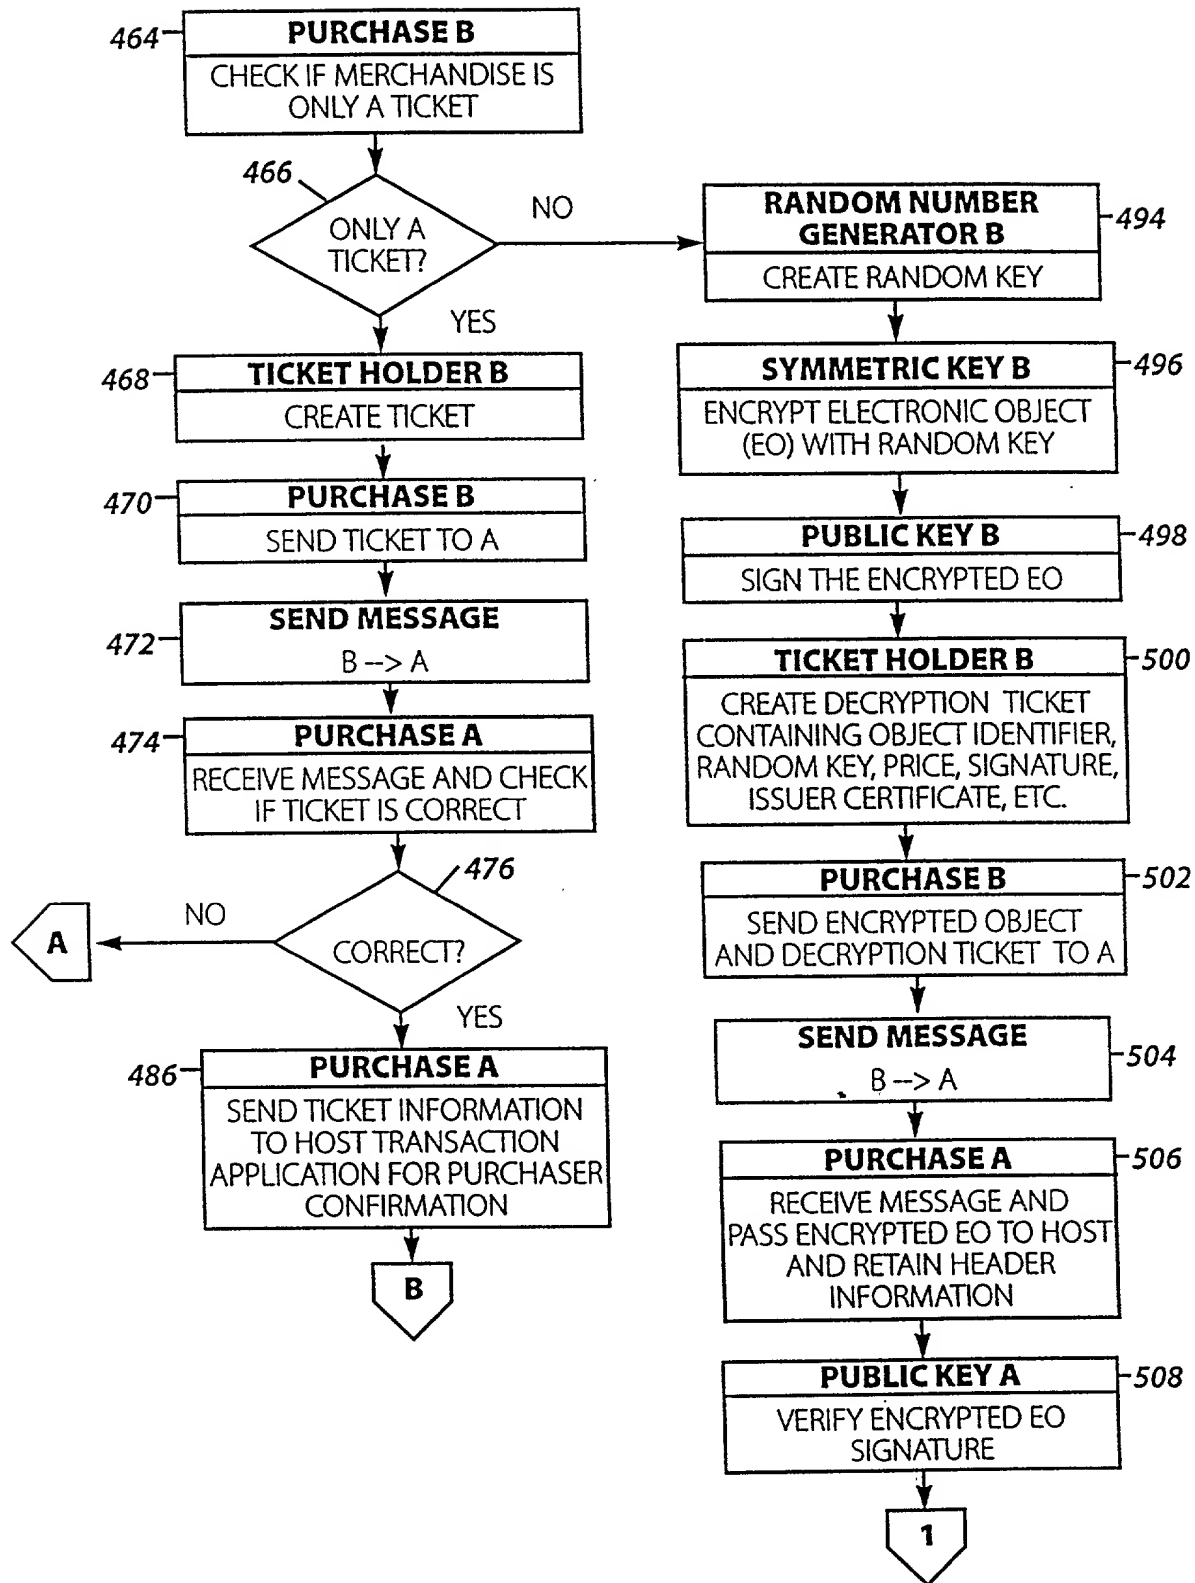 464
PURCHASE B
CHECK IF MERCHANDISE IS
ONLY A TICKET
466
ONLY A
TICKET?
NO
YES
468
TICKET HOLDER B
CREATE TICKET
470
PURCHASE B
SEND TICKET TO A
472
SEND MESSAGE
B --> A
474
PURCHASE A
RECEIVE MESSAGE AND CHECK
IF TICKET IS CORRECT
476
CORRECT?
NO
A
YES
486
PURCHASE A
SEND TICKET INFORMATION
TO HOST TRANSACTION
APPLICATION FOR PURCHASER
CONFIRMATION
B
RANDOM NUMBER
GENERATOR B
494
CREATE RANDOM KEY
SYMMETRIC KEY B
496
ENCRYPT ELECTRONIC OBJECT
(EO) WITH RANDOM KEY
PUBLIC KEY B
498
SIGN THE ENCRYPTED EO
TICKET HOLDER B
500
CREATE DECRYPTION TICKET
CONTAINING OBJECT IDENTIFIER,
RANDOM KEY, PRICE, SIGNATURE,
ISSUER CERTIFICATE, ETC.
PURCHASE B
502
SEND ENCRYPTED OBJECT
AND DECRYPTION TICKET TO A
SEND MESSAGE
504
B --> A
PURCHASE A
506
RECEIVE MESSAGE AND
PASS ENCRYPTED EO TO HOST
AND RETAIN HEADER
INFORMATION
PUBLIC KEY A
508
VERIFY ENCRYPTED EO
SIGNATURE
1